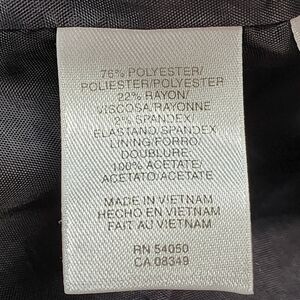 76% POLYESTER/
POLIESTER/POLYESTER
22% RAYON/
VISCOSA/RAYONNE
2% SPANDEX/
ELASTANO/SPANDEX
LINING/FORRO/
DOUBLURE:
100% ACETATE/
ACETATO/ACETATE
MADE IN VIETNAM
HECHO EN VIETNAM
FAIT AU VIETNAM
RN 54050
CA 08349